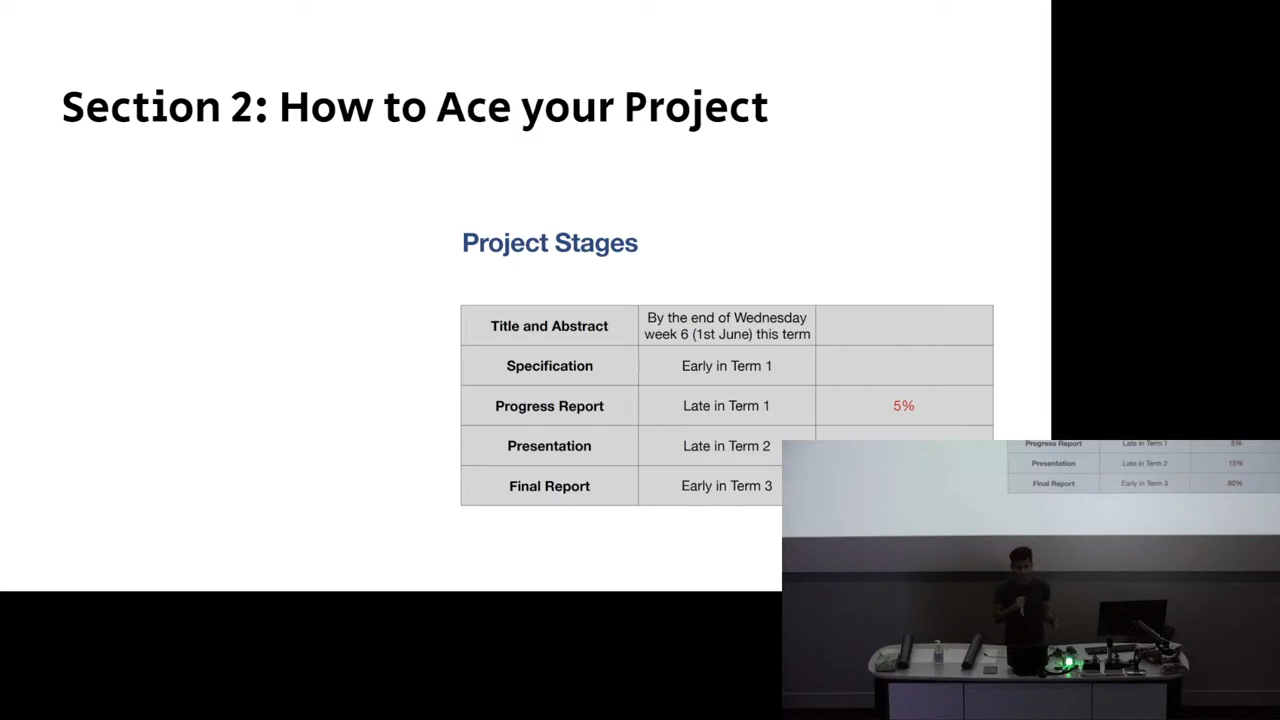 Section 2: How to Ace your Project
Project Stages
Title and Abstract
By the end of Wednesday
week 6 (1st June) this term
Specification
Early in Term 1
Progress Report
Late in Term 1
5%
Presentation
Late in Term 2
Final Report
Early in Term 3
Progress Report
Late in Term 1
5%
Presentation
Late in Term 2
15%
Final Report
Early in Term 3
80%